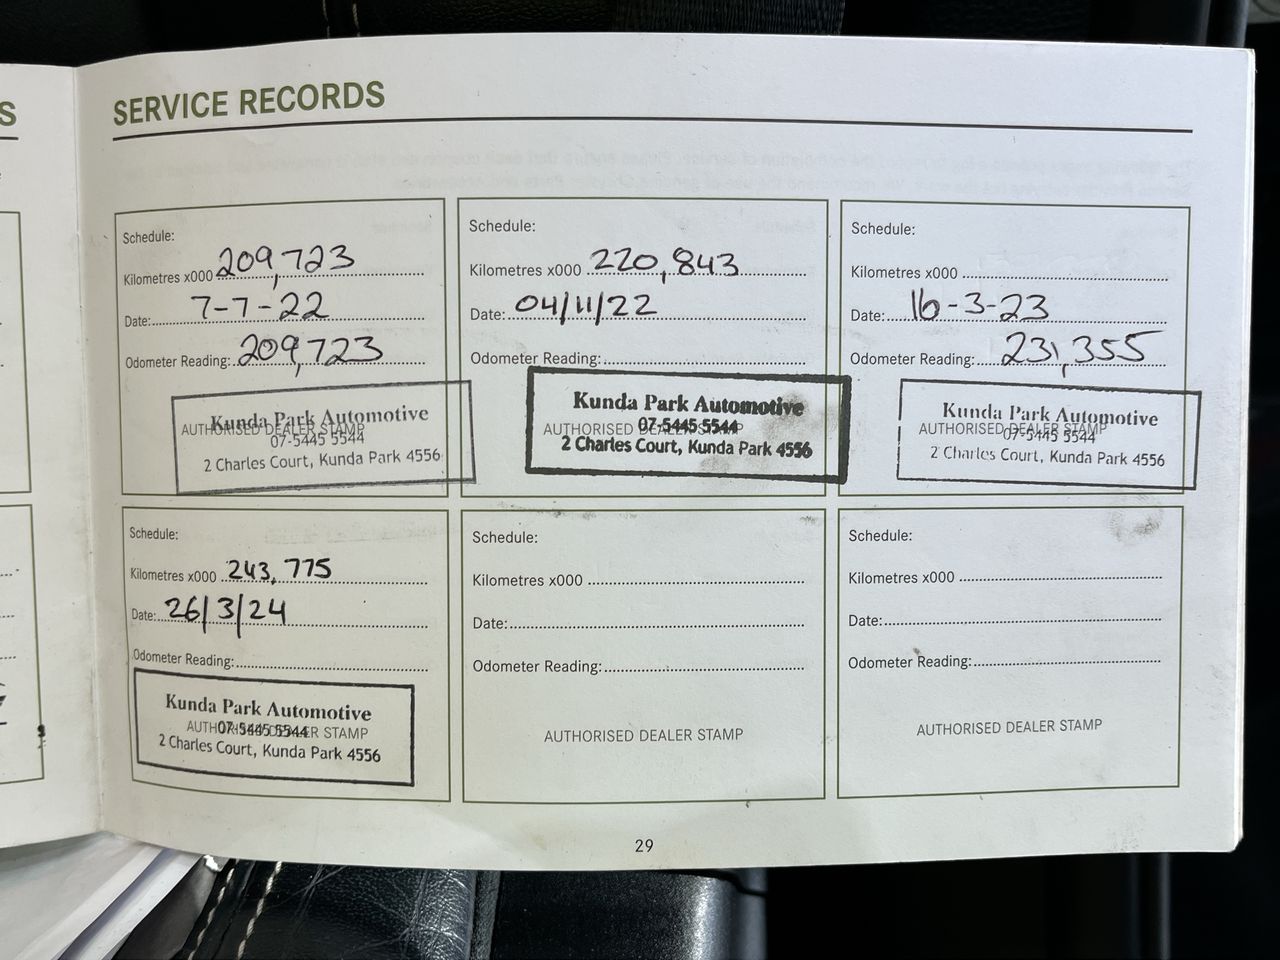 S
SERVICE RECORDS
Schedule:
Kilometres x000 209,723
Date: 7-7-22
Odometer Reading: 209,723
Kunda Park Automotive
AUTHORISED DEALER STAMP
07-5445 5544
2 Charles Court, Kunda Park 4556
Schedule:
Kilometres x000 220,843
Date: 04/11/22
Odometer Reading:
Kunda Park Automotive
AUTHORISED DEALER STAMP
07-5445 5544
2 Charles Court, Kunda Park 4556
Schedule:
Kilometres x000
Date: 16-3-23
Odometer Reading: 231,355
Kunda Park Automotive
AUTHORISED DEALER STAMP
07-5445 5544
2 Charles Court, Kunda Park 4556
Schedule:
Kilometres x000 243,775
Date: 26/3/24
Odometer Reading:
Kunda Park Automotive
AUTHORISED DEALER STAMP
07-5445 5544
2 Charles Court, Kunda Park 4556
Schedule:
Kilometres x000
Date:
Odometer Reading:
AUTHORISED DEALER STAMP
Schedule:
Kilometres x000
Date:
Odometer Reading:
AUTHORISED DEALER STAMP
29